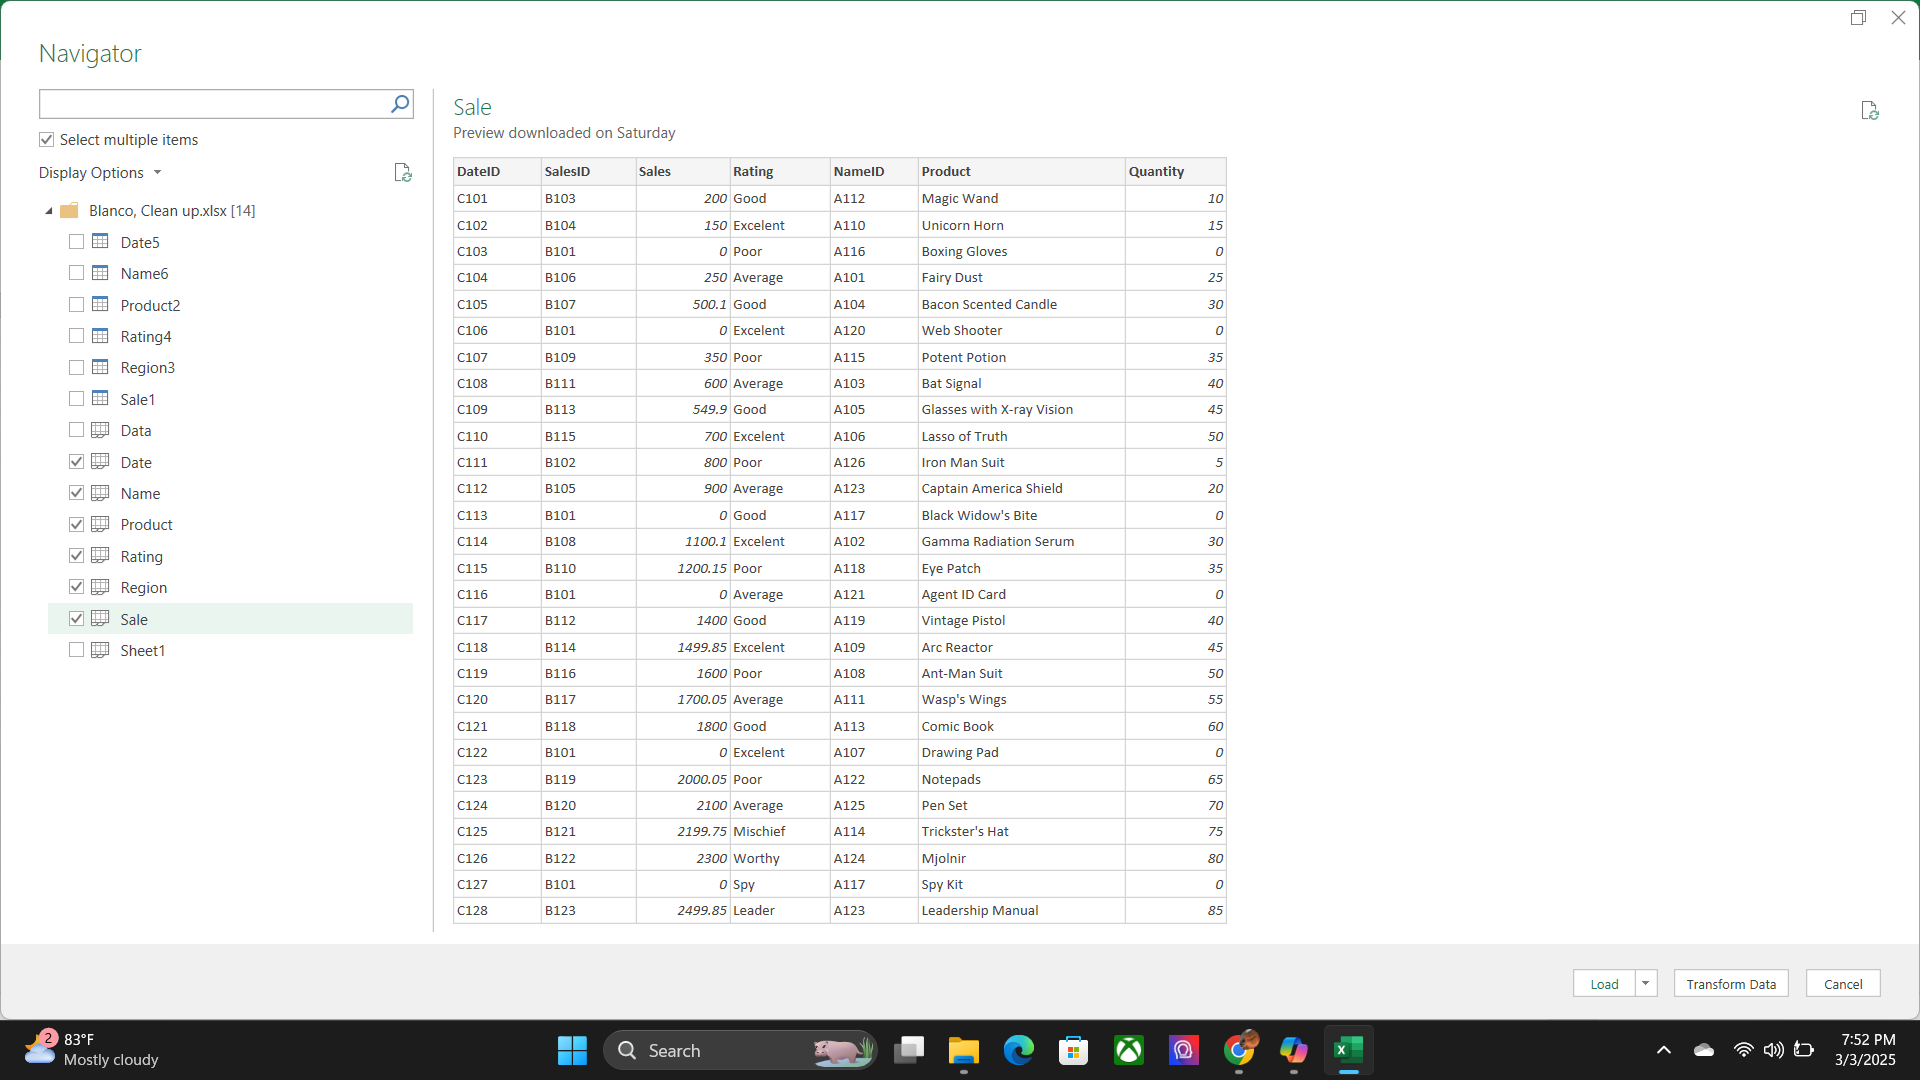 Navigator
Select multiple items
Display Options
Blanco, Clean up.xlsx [14]
Date5
Name6
Product2
Rating4
Region3
Sale1
Data
Date
Name
Product
Rating
Region
Sale
Sheet1
Sale
Preview downloaded on Saturday
DateID SalesID Sales Rating NameID Product Quantity
C101 B103 200 Good A112 Magic Wand 10
C102 B104 150 Excelent A110 Unicorn Horn 15
C103 B101 0 Poor A116 Boxing Gloves 0
C104 B106 250 Average A101 Fairy Dust 25
C105 B107 500.1 Good A104 Bacon Scented Candle 30
C106 B101 0 Excelent A120 Web Shooter 0
C107 B109 350 Poor A115 Potent Potion 35
C108 B111 600 Average A103 Bat Signal 40
C109 B113 549.9 Good A105 Glasses with X-ray Vision 45
C110 B115 700 Excelent A106 Lasso of Truth 50
C111 B102 800 Poor A126 Iron Man Suit 5
C112 B105 900 Average A123 Captain America Shield 20
C113 B101 0 Good A117 Black Widow's Bite 0
C114 B108 1100.1 Excelent A102 Gamma Radiation Serum 30
C115 B110 1200.15 Poor A118 Eye Patch 35
C116 B101 0 Average A121 Agent ID Card 0
C117 B112 1400 Good A119 Vintage Pistol 40
C118 B114 1499.85 Excelent A109 Arc Reactor 45
C119 B116 1600 Poor A108 Ant-Man Suit 50
C120 B117 1700.05 Average A111 Wasp's Wings 55
C121 B118 1800 Good A113 Comic Book 60
C122 B101 0 Excelent A107 Drawing Pad 0
C123 B119 2000.05 Poor A122 Notepads 65
C124 B120 2100 Average A125 Pen Set 70
C125 B121 2199.75 Mischief A114 Trickster's Hat 75
C126 B122 2300 Worthy A124 Mjolnir 80
C127 B101 0 Spy A117 Spy Kit 0
C128 B123 2499.85 Leader A123 Leadership Manual 85
Load Transform Data Cancel
2 83°F
Mostly cloudy
Search
7:52 PM
3/3/2025